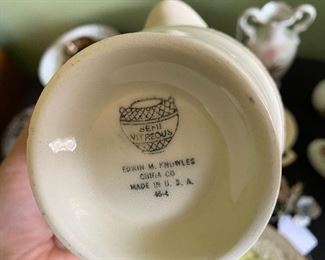 SEMI
VITREOUS
EDWIN M. KNOWLES
CHINA CO
MADE IN U.S.A.
46-4